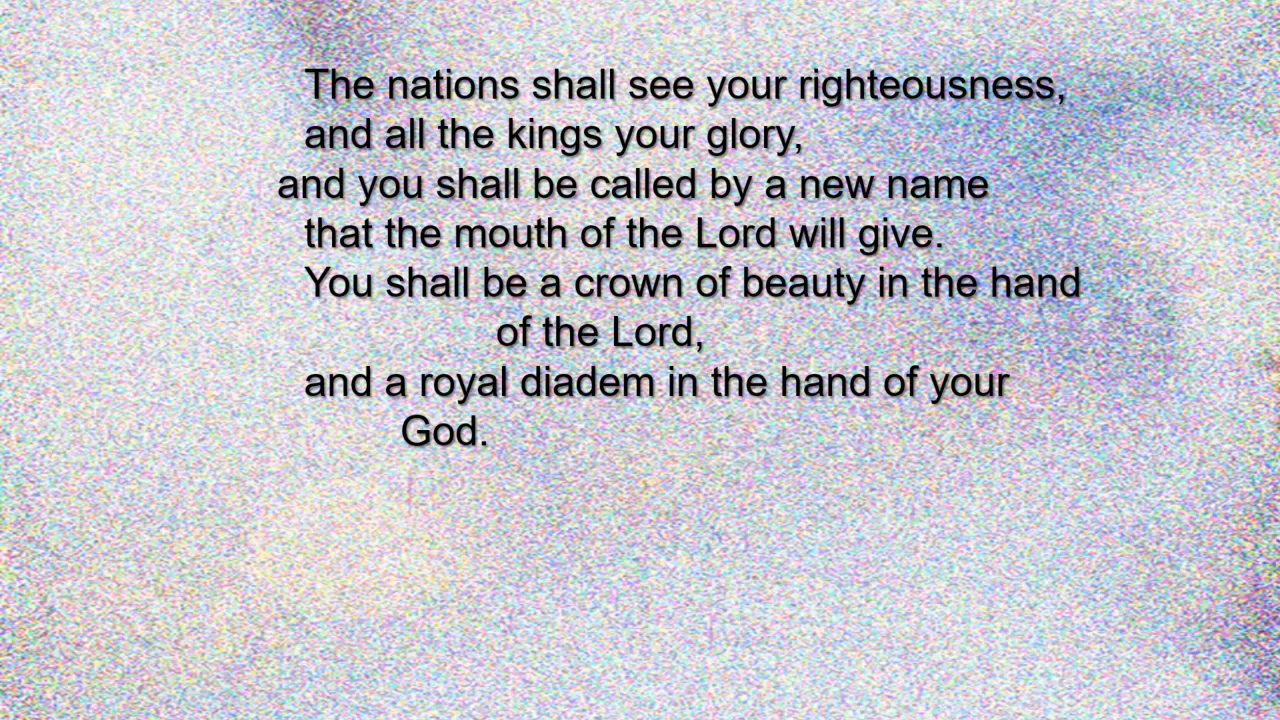 The nations shall see your righteousness,
and all the kings your glory,
and you shall be called by a new name
that the mouth of the Lord will give.
You shall be a crown of beauty in the hand
of the Lord,
and a royal diadem in the hand of your
God.